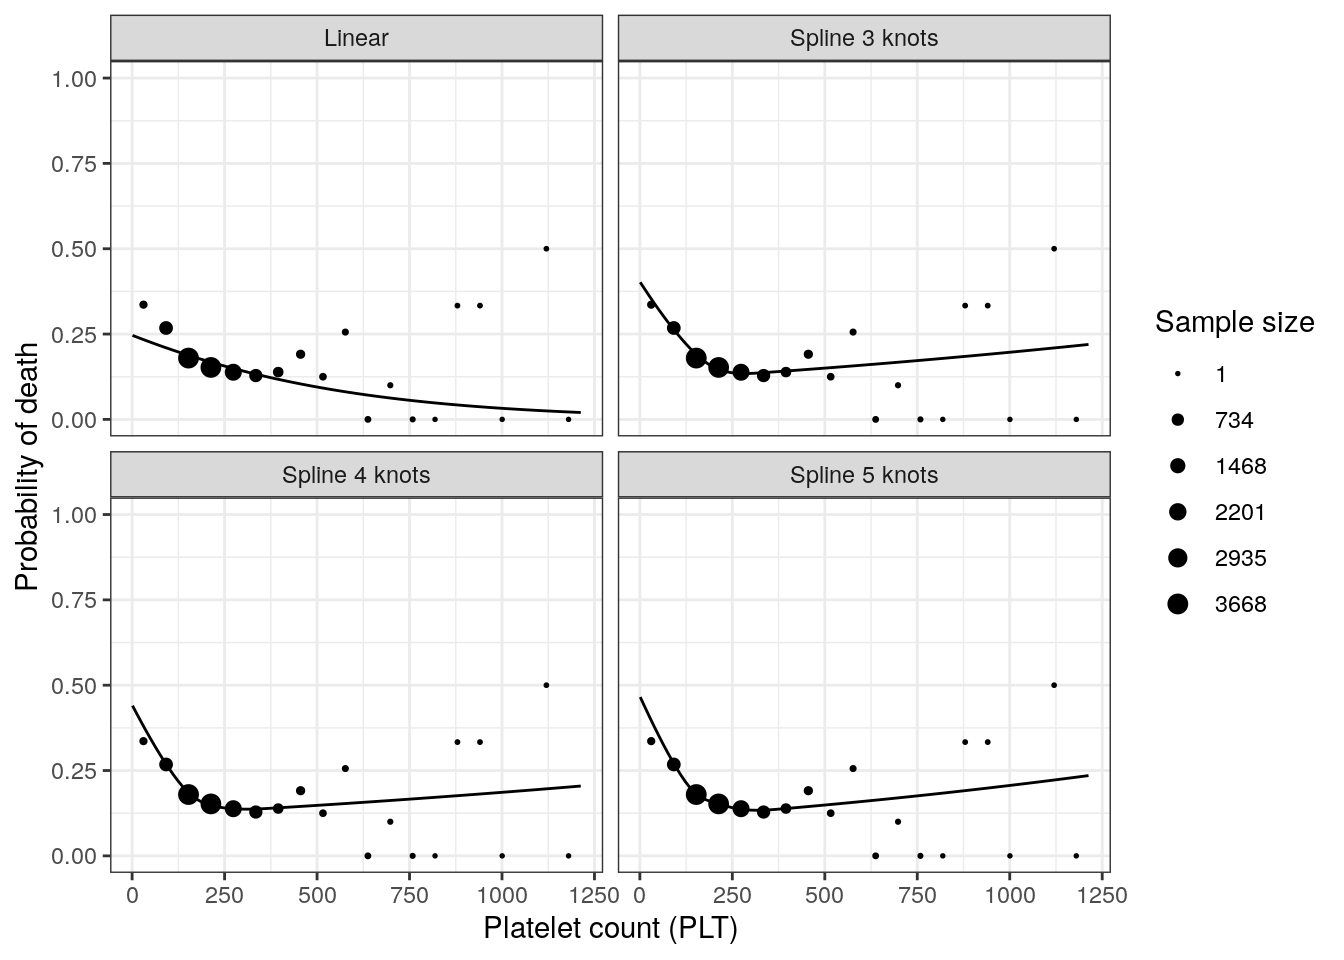 Linear
Spline 3 knots
1.00
0.75
0.50
0.25
0.00
Spline 4 knots
Spline 5 knots
1.00
0.75
0.50
0.25
0.00
0 250 500 750 1000 1250
0 250 500 750 1000 1250
Platelet count (PLT)
Probability of death
Sample size
1
734
1468
2201
2935
3668